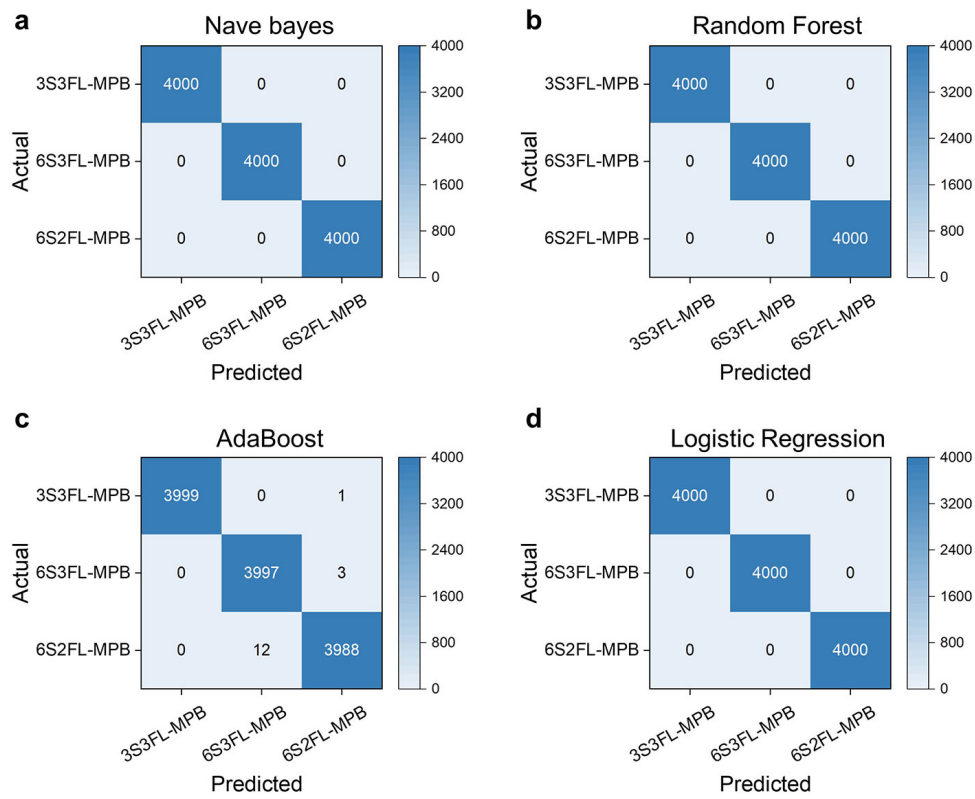 a
Nave bayes
3S3FL-MPB 4000 0 0
6S3FL-MPB 0 4000 0
6S2FL-MPB 0 0 4000
Actual
3S3FL-MPB 6S3FL-MPB 6S2FL-MPB
Predicted
4000
3200
2400
1600
800
0
b
Random Forest
3S3FL-MPB 4000 0 0
6S3FL-MPB 0 4000 0
6S2FL-MPB 0 0 4000
Actual
3S3FL-MPB 6S3FL-MPB 6S2FL-MPB
Predicted
4000
3200
2400
1600
800
0
c
AdaBoost
3S3FL-MPB 3999 0 1
6S3FL-MPB 0 3997 3
6S2FL-MPB 0 12 3988
Actual
3S3FL-MPB 6S3FL-MPB 6S2FL-MPB
Predicted
4000
3200
2400
1600
800
0
d
Logistic Regression
3S3FL-MPB 4000 0 0
6S3FL-MPB 0 4000 0
6S2FL-MPB 0 0 4000
Actual
3S3FL-MPB 6S3FL-MPB 6S2FL-MPB
Predicted
4000
3200
2400
1600
800
0